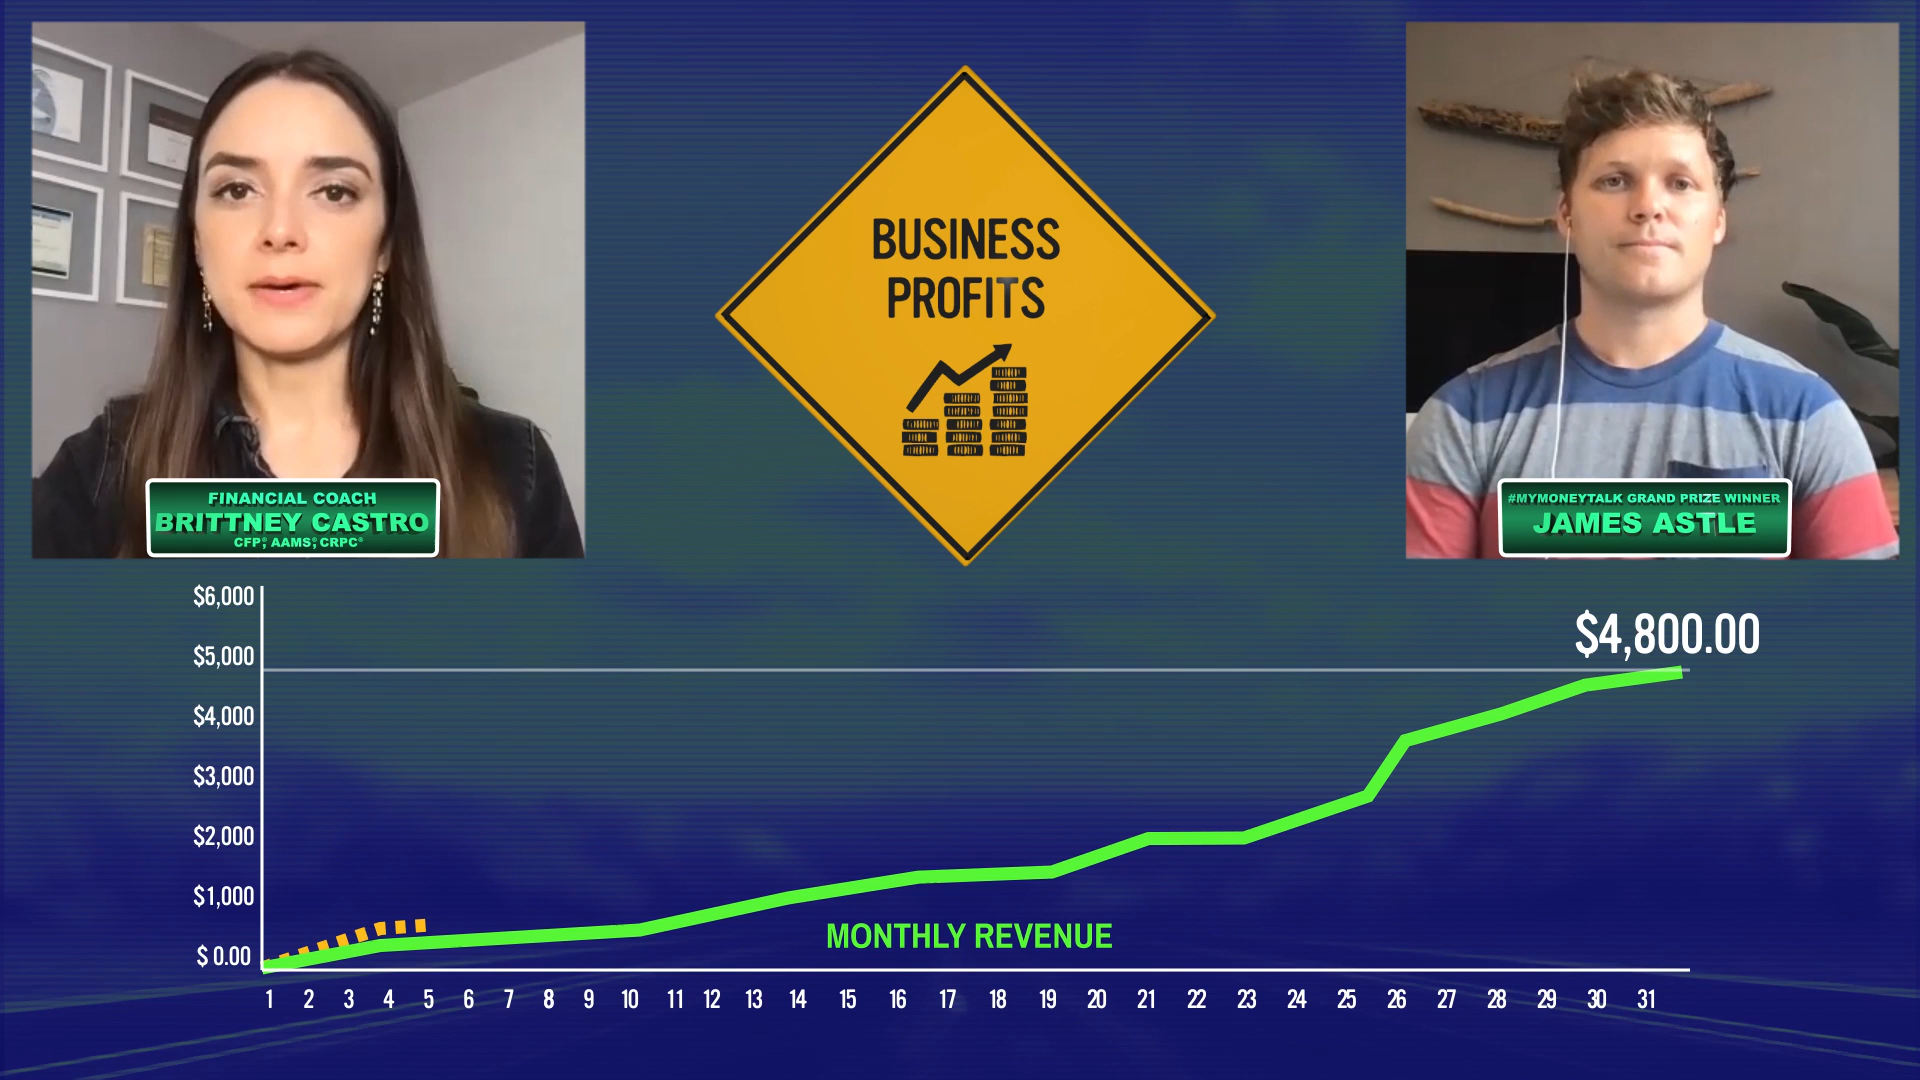 BUSINESS
PROFITS
FINANCIAL COACH
BRITTNEY CASTRO
CFP®, AAMS®, CRPC®
#MYMONEYTALK GRAND PRIZE WINNER
JAMES ASTLE
$6,000
$5,000
$4,000
$3,000
$2,000
$1,000
$ 0.00
$4,800.00
MONTHLY REVENUE
1 2 3 4 5 6 7 8 9 10 11 12 13 14 15 16 17 18 19 20 21 22 23 24 25 26 27 28 29 30 31